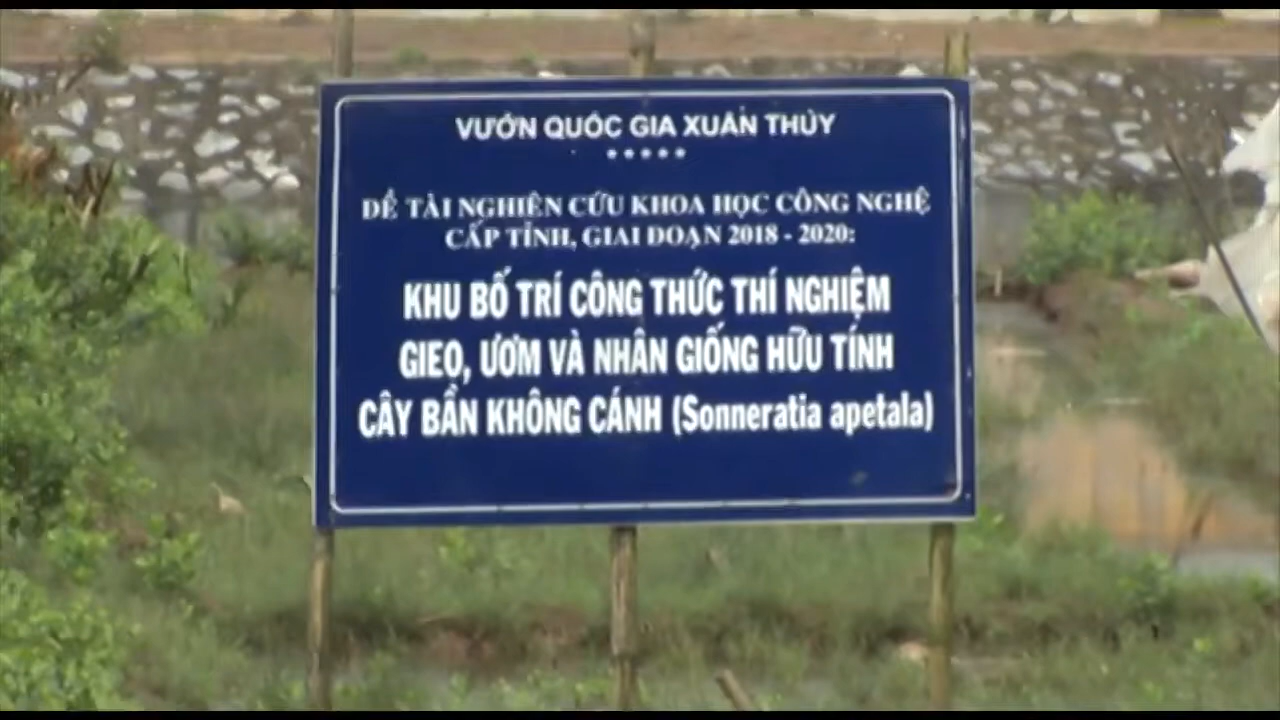 VƯỜN QUỐC GIA XUÂN THỦY
*****
ĐỀ TÀI NGHIÊN CỨU KHOA HỌC CÔNG NGHỆ
CẤP TỈNH, GIAI ĐOẠN 2018 - 2020:
KHU BỐ TRÍ CÔNG THỨC THÍ NGHIỆM
GIEO, ƯƠM VÀ NHÂN GIỐNG HỮU TÍNH
CÂY BẦN KHÔNG CÁNH (Sonneratia apetala)